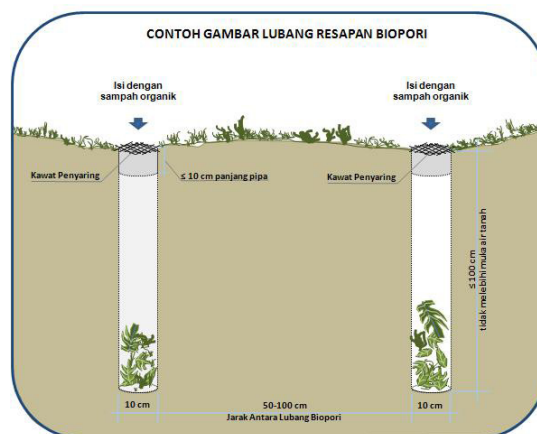 CONTOH GAMBAR LUBANG RESAPAN BIOPORI
Isi dengan
sampah organik
Isi dengan
sampah organik
Kawat Penyaring
≤ 10 cm panjang pipa
Kawat Penyaring
≤ 100 cm
tidak melebihi muka air tanah
10 cm
50-100 cm
10 cm
Jarak Antara Lubang Biopori